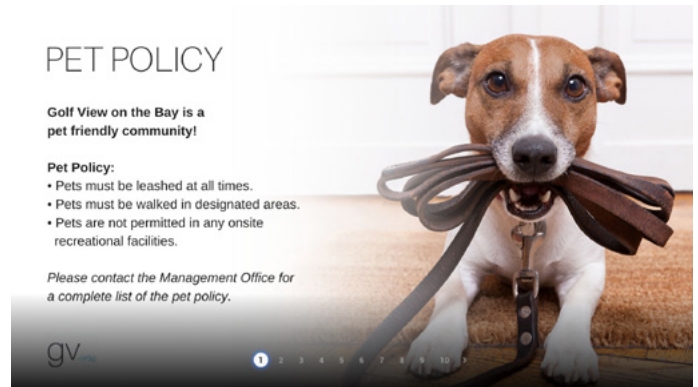 PET POLICY
Golf View on the Bay is a
pet friendly community!
Pet Policy:
• Pets must be leashed at all times.
• Pets must be walked in designated areas.
• Pets are not permitted in any onsite
recreational facilities.
Please contact the Management Office for
a complete list of the pet policy.
gv
1 2 3 4 5 6 7 8 9 10 >